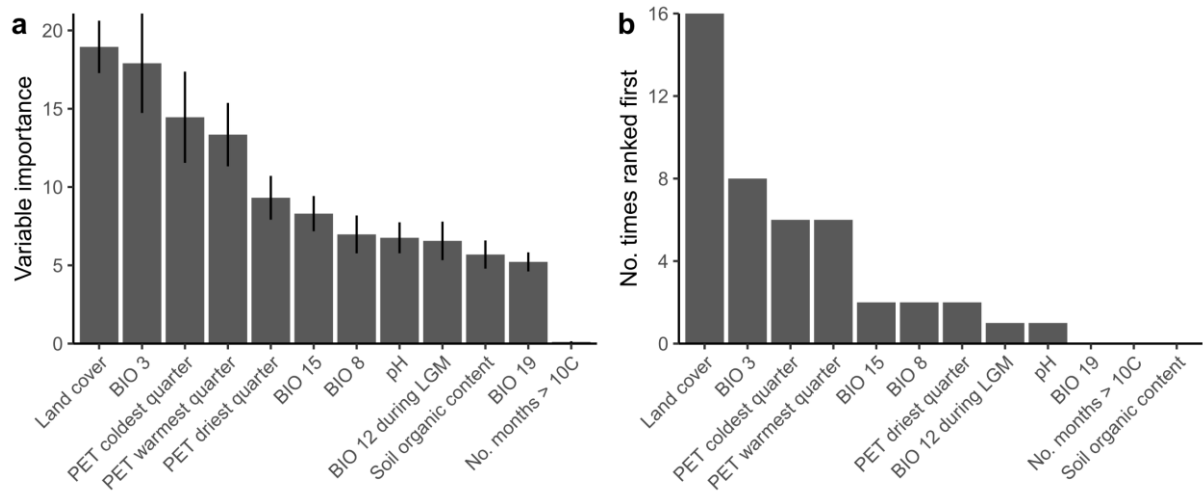 a
Variable importance
20
15
10
5
0
Land cover
BIO 3
PET coldest quarter
PET warmest quarter
PET driest quarter
BIO 15
BIO 8
pH
BIO 12 during LGM
Soil organic content
BIO 19
No. months > 10C
b
No. times ranked first
16
12
8
4
0
Land cover
BIO 3
PET coldest quarter
PET warmest quarter
BIO 15
BIO 8
PET driest quarter
BIO 12 during LGM
pH
BIO 19
No. months > 10C
Soil organic content